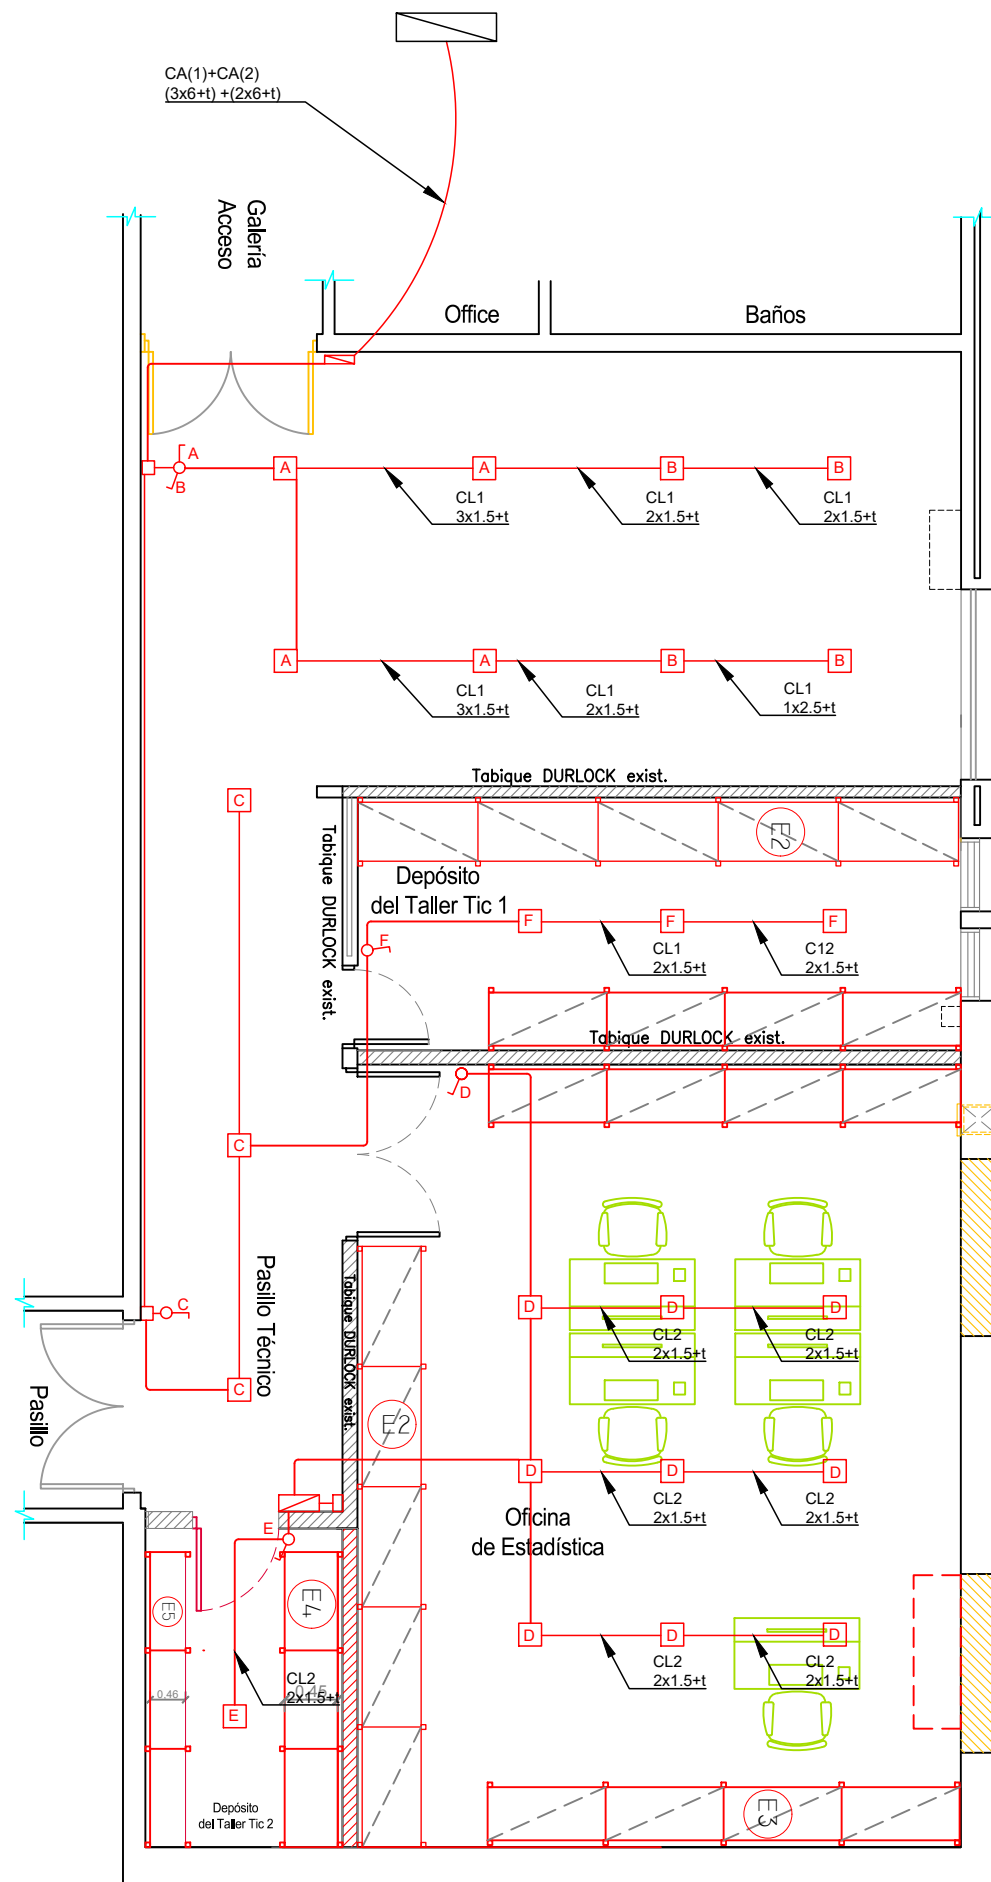 CA(1)+CA(2)
(3x6+t) +(2x6+t)
Galería
Acceso
Office
Baños
A
B
A
A
B
B
CL1
3x1.5+t
CL1
2x1.5+t
CL1
2x1.5+t
A
A
B
B
CL1
3x1.5+t
CL1
2x1.5+t
CL1
1x2.5+t
Tabique DURLOCK exist.
C
E2
Tabique DURLOCK exist.
Depósito
del Taller Tic 1
F
F
F
F
CL1
2x1.5+t
C12
2x1.5+t
Tabique DURLOCK exist.
D
C
Pasillo Técnico
Tabique DURLOCK exist.
C
D
D
D
CL2
2x1.5+t
CL2
2x1.5+t
C
Pasillo
E2
D
D
D
CL2
2x1.5+t
CL2
2x1.5+t
Oficina
de Estadística
E
E5
E4
D
D
D
CL2
2x1.5+t
CL2
2x1.5+t
CL2
2x1.5+t
0.46
0.45
E
Depósito
del Taller Tic 2
E3